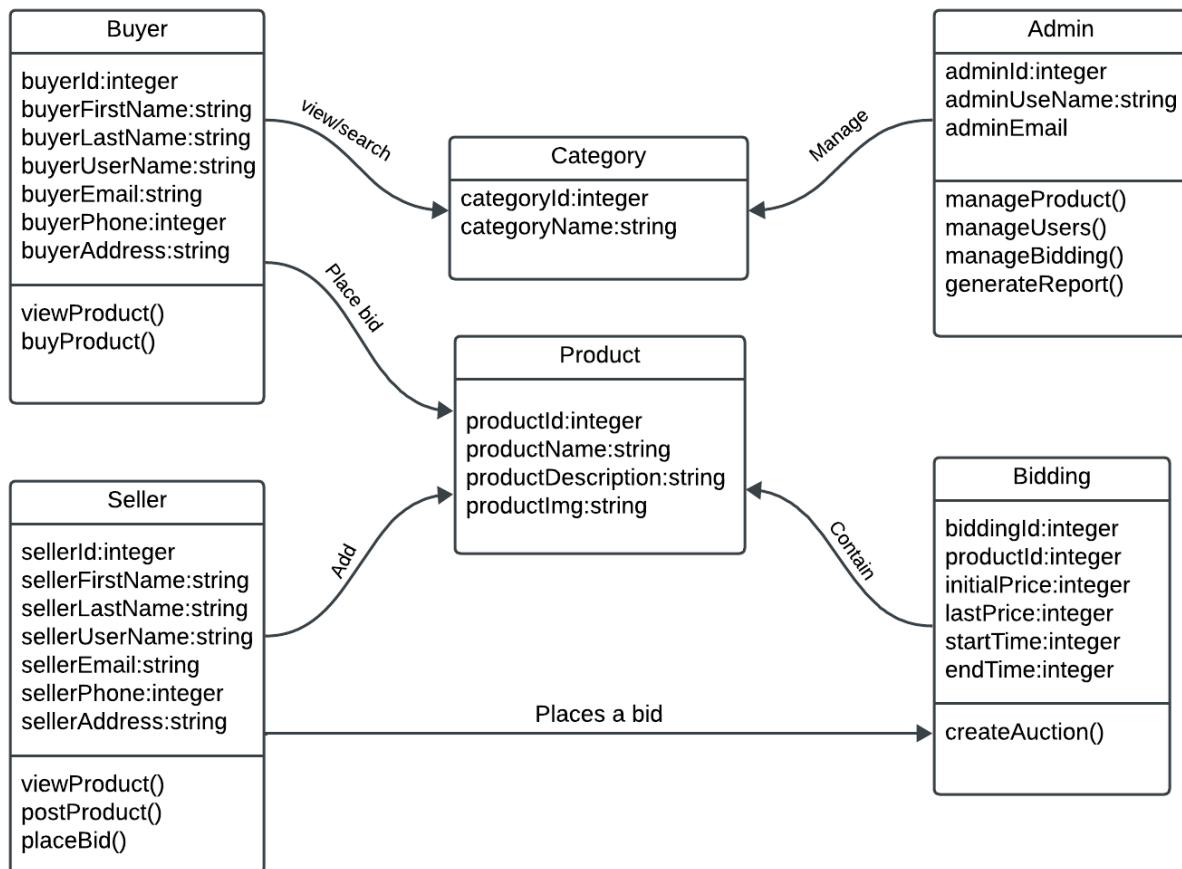 Buyer
buyerId:integer
buyerFirstName:string
buyerLastName:string
buyerUserName:string
buyerEmail:string
buyerPhone:integer
buyerAddress:string
viewProduct()
buyProduct()
view/search
Category
categoryId:integer
categoryName:string
Manage
Admin
adminId:integer
adminUseName:string
adminEmail
manageProduct()
manageUsers()
manageBidding()
generateReport()
Place bid
Product
productId:integer
productName:string
productDescription:string
productImg:string
Seller
sellerId:integer
sellerFirstName:string
sellerLastName:string
sellerUserName:string
sellerEmail:string
sellerPhone:integer
sellerAddress:string
viewProduct()
postProduct()
placeBid()
Add
Contain
Places a bid
Bidding
biddingId:integer
productId:integer
initialPrice:integer
lastPrice:integer
startTime:integer
endTime:integer
createAuction()